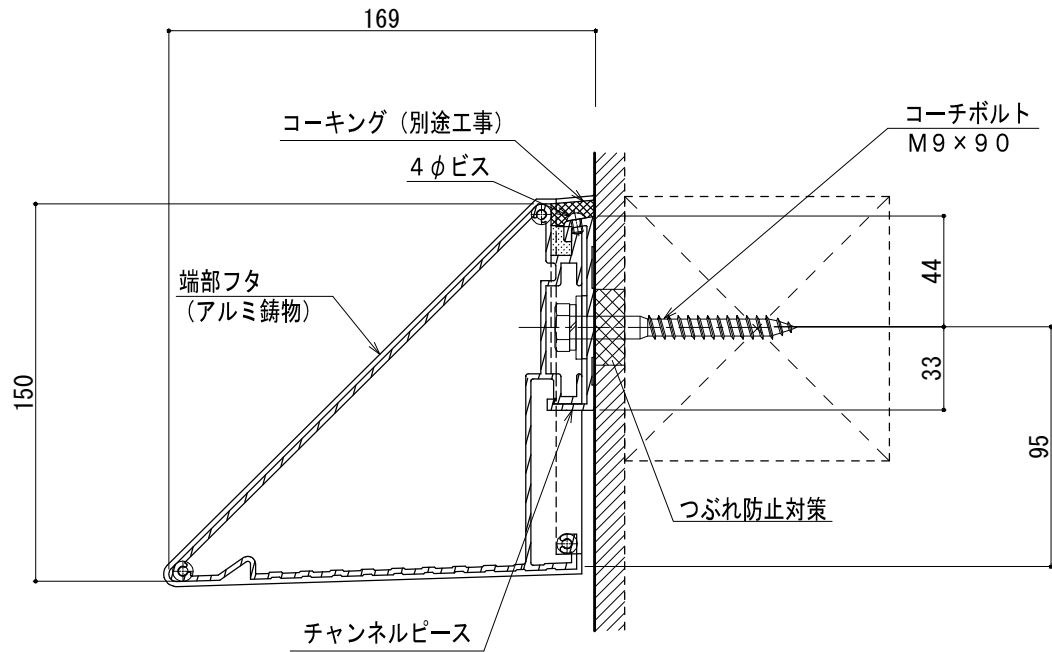 169
コーキング（別途工事）
コーチボルト
Ｍ９×９０
４φビス
端部フタ
（アルミ鋳物）
44
150
33
95
つぶれ防止対策
チャンネルピース